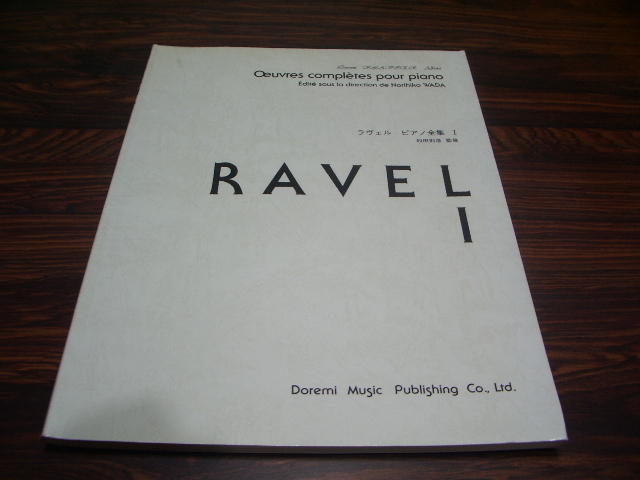 Œuvres complètes pour piano
Édité sous la direction de Norihiko WADA
ラヴェル ピアノ全集 I
RAVEL
I
Doremi Music Publishing Co., Ltd.